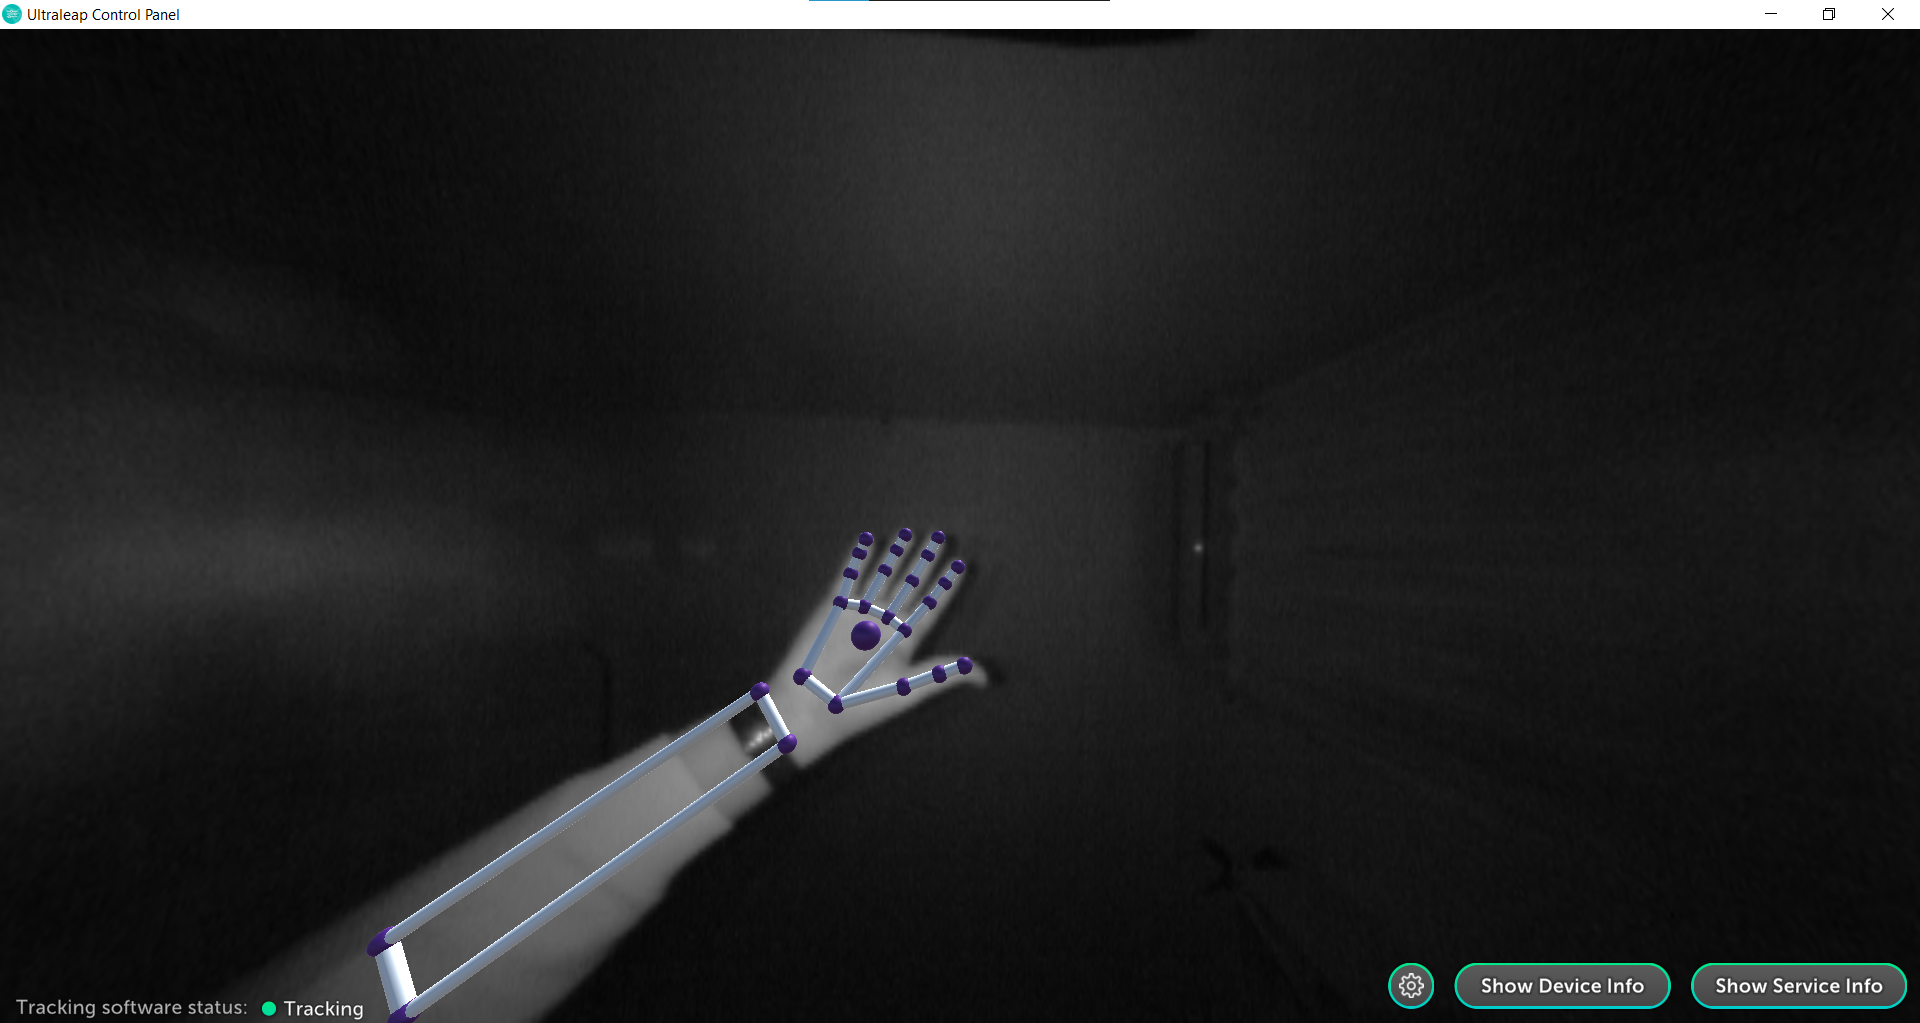 Ultraleap Control Panel
Tracking software status: Tracking
Show Device Info
Show Service Info